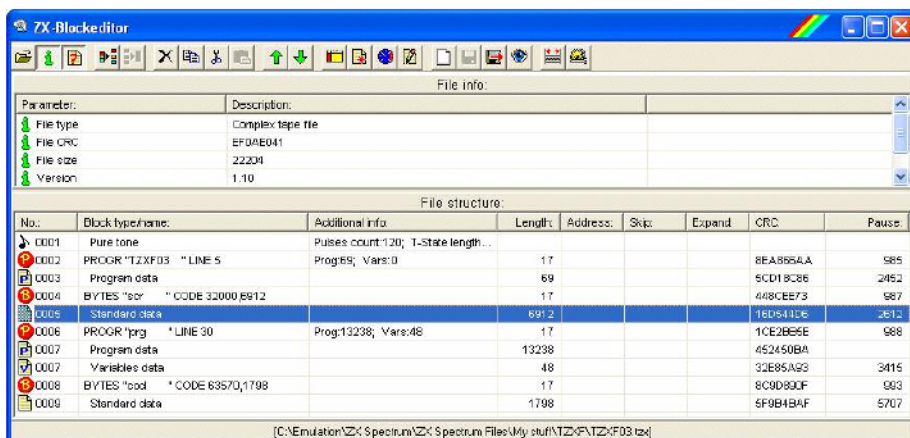 ZX-Blockeditor
File info:
Parameter: Description:
File type Complex tape file
File CRC EF0AE041
File size 22204
Version 1.10
File structure:
No.: Block type/name: Additional info: Length: Address: Skip: Expand CRC Pause:
0001 Pure tone Pulses count:120; T-State length...
0002 PROGR "TZXF03 " LINE 5 Prog:69; Vars:0 17 985
0003 Program data 69 5CD18C86 2452
0004 BYTES "scr " CODE 32000,6912 17 448CEE73 987
0005 Standard data 6912 16D544D6 2612
0006 PROGR "prg " LINE 30 Prog:13238; Vars:48 17 1CE2BB5E 988
0007 Program data 13238 452450BA
0007 Variables data 48 32E85A93 3415
0008 BYTES "cod " CODE 63570,1798 17 8C9D890F 993
0009 Standard data 1798 5F9B4BAF 5707
[C:\Emulation\ZX Spectrum\ZX Spectrum Files\My stuff\TZXF\TZXF03.tzx]